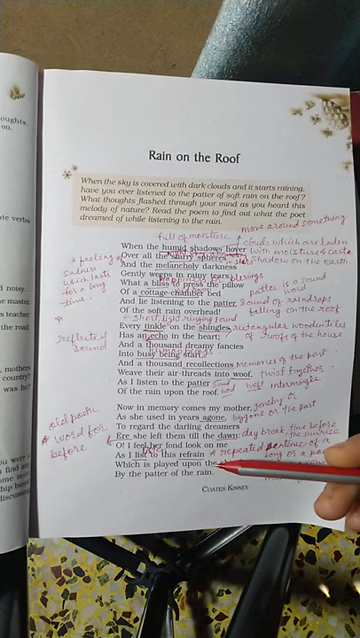 Rain on the Roof
When the sky is covered with dark clouds and it starts raining,
have you ever listened to the patter of soft rain on the roof?
What thoughts flashed through your mind as you heard this
melody of nature? Read the poem to find out what the poet
dreamed of while listening to the rain.
full of moisture
move around something
When the humid shadows hover
clouds which are laden
Over all the starry spheres
with moisture & caste
shadow on the earth
And the melancholy darkness
a feeling
sadness
which lasts
for a long
time.
Gently weeps in rainy tears,
What a bliss to press the pillow
Of a cottage-chamber bed
patter is a sound
word
And lie listening to the patter
Sound of raindrops
Of the soft rain overhead!
falling on the roof
short, light ringing sound
Every tinkle on the shingles
rectangular wooden tiles
Has an echo in the heart;
of roofs of the house
reflected
sound
And a thousand dreamy fancies
Into busy
And a thousand recollections
memories of the past
Weave their air-threads into woof,
twist together
As I listen to the patter
Of the rain upon the roof.
Now in memory comes my mother,
As she used in years agone,
gone by or
bygone or the past
To regard the darling dreamers
Ere she left them till the dawn:
day break, time before
the sunrise
old poetic
word for
before
O! I feel her fond look on me
As I list to this refrain
listen
A repeated sentence of a
song or a
Which is played upon the
By the patter of the rain.
COATES KINNEY